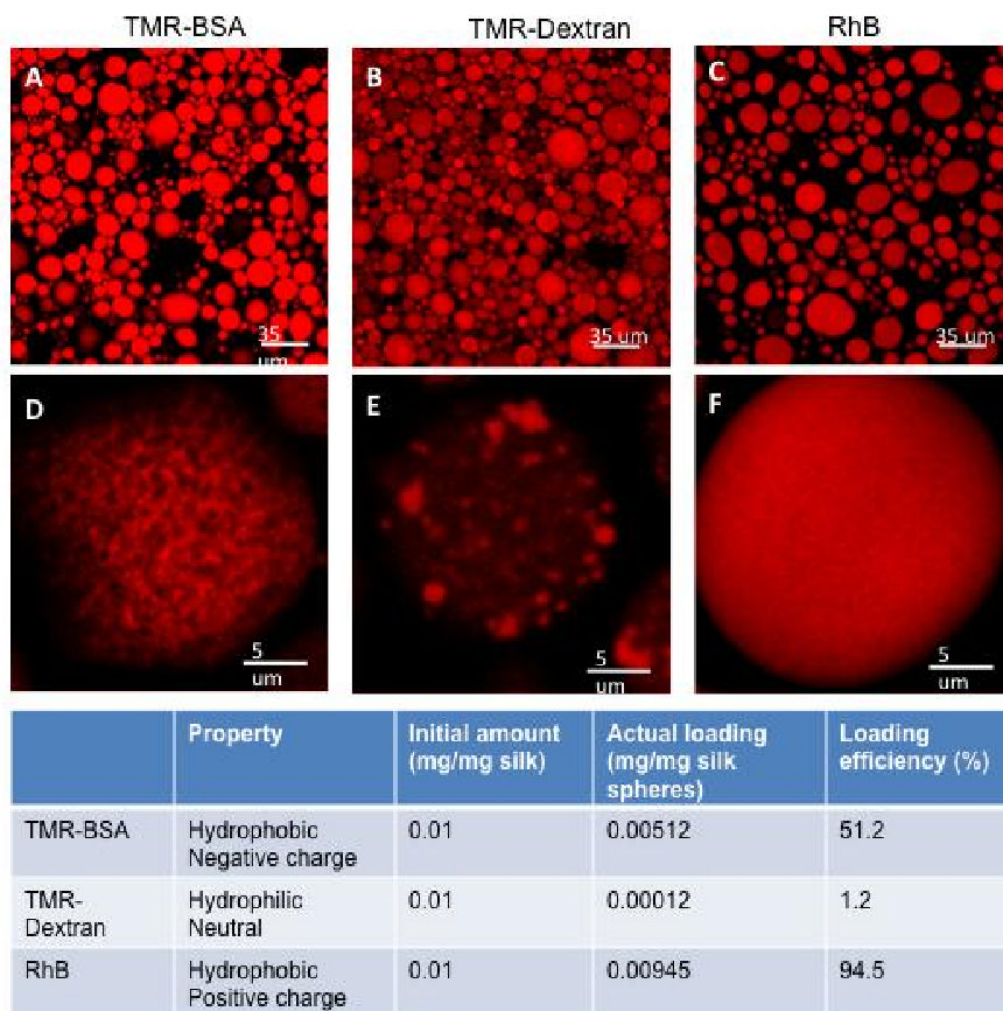 TMR-BSA TMR-Dextran RhB
A B C
35 um 35 um 35 um
D E F
5 um 5 um 5 um
Property Initial amount (mg/mg silk) Actual loading (mg/mg silk spheres) Loading efficiency (%)
TMR-BSA Hydrophobic Negative charge 0.01 0.00512 51.2
TMR-Dextran Hydrophilic Neutral 0.01 0.00012 1.2
RhB Hydrophobic Positive charge 0.01 0.00945 94.5